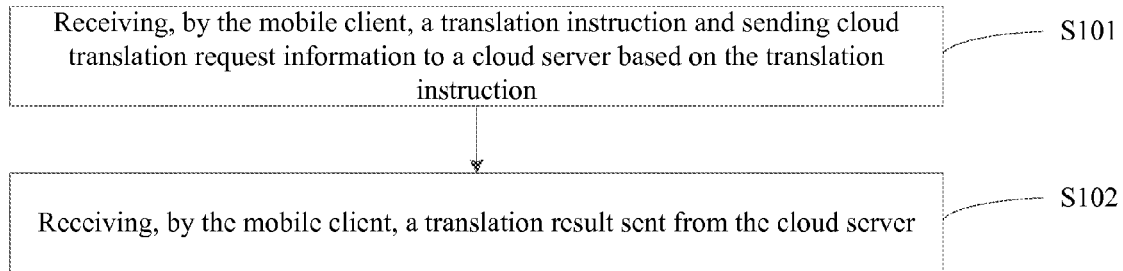 Receiving, by the mobile client, a translation instruction and sending cloud
S101
translation request information to a cloud server based on the translation
instruction
Receiving, by the mobile client, a translation result sent from the cloud server
S102